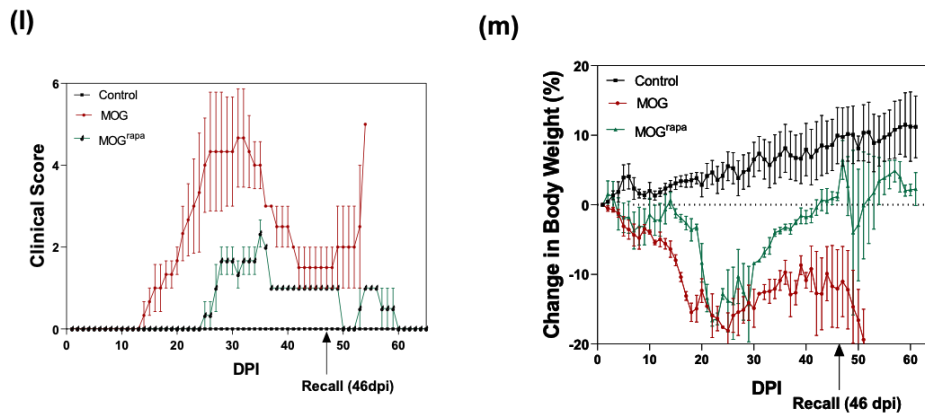 (l)
Clinical Score
6
4
2
0
Control
MOG
MOGrapa
0 10 20 30 40 50 60
DPI
Recall (46dpi)
(m)
Change in Body Weight (%)
20
10
0
-10
-20
Control
MOG
MOGrapa
0 10 20 30 40 50 60
DPI
Recall (46 dpi)